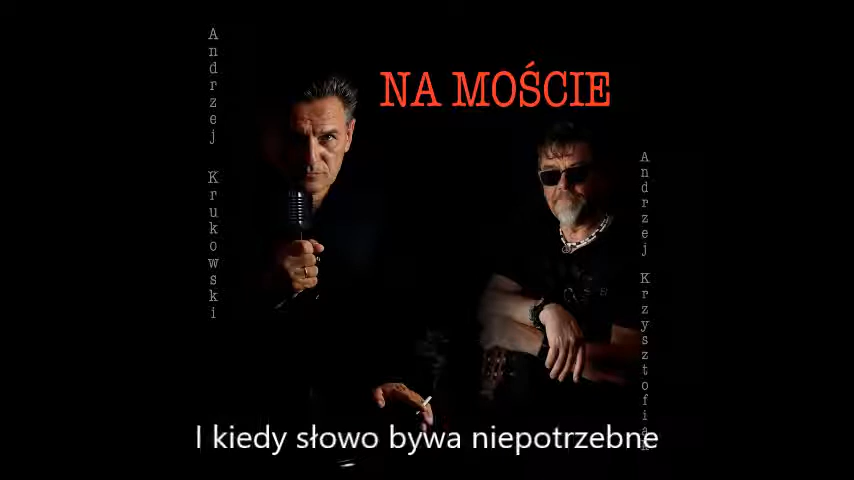 Andrzej Krukowski
NA MOŚCIE
Andrzej Krzysztofiak
I kiedy słowo bywa niepotrzebne